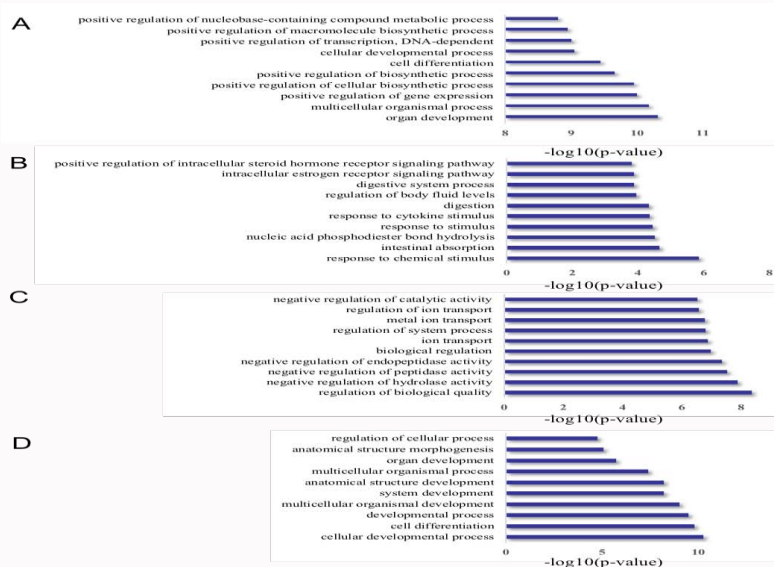 A
positive regulation of nucleobase-containing compound metabolic process
positive regulation of macromolecule biosynthetic process
positive regulation of transcription, DNA-dependent
cellular developmental process
cell differentiation
positive regulation of biosynthetic process
positive regulation of cellular biosynthetic process
positive regulation of gene expression
multicellular organismal process
organ development
8 9 10 11
-log10(p-value)
B
positive regulation of intracellular steroid hormone receptor signaling pathway
intracellular estrogen receptor signaling pathway
digestive system process
regulation of body fluid levels
digestion
response to cytokine stimulus
response to stimulus
nucleic acid phosphodiester bond hydrolysis
intestinal absorption
response to chemical stimulus
0 2 4 6 8
-log10(p-value)
C
negative regulation of catalytic activity
regulation of ion transport
metal ion transport
regulation of system process
ion transport
biological regulation
negative regulation of endopeptidase activity
negative regulation of peptidase activity
negative regulation of hydrolase activity
regulation of biological quality
0 2 4 6 8
-log10(p-value)
D
regulation of cellular process
anatomical structure morphogenesis
organ development
multicellular organismal process
anatomical structure development
system development
multicellular organismal development
developmental process
cell differentiation
cellular developmental process
0 5 10
-log10(p-value)